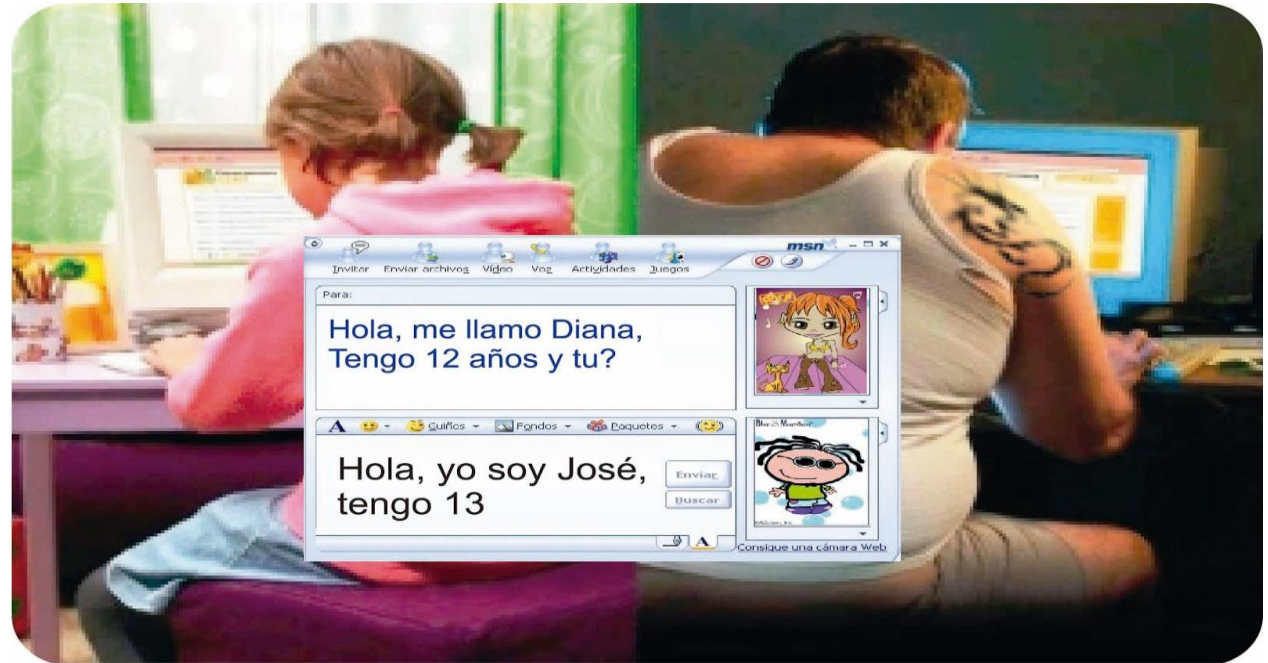 msn
Invitar Enviar archivos Vídeo Voz Actividades Juegos
Para:
Hola, me llamo Diana,
Tengo 12 años y tu?
A Guiños Fondos Paquetes
Hola, yo soy José,
tengo 13
Enviar
Buscar
A
Consigue una cámara Web